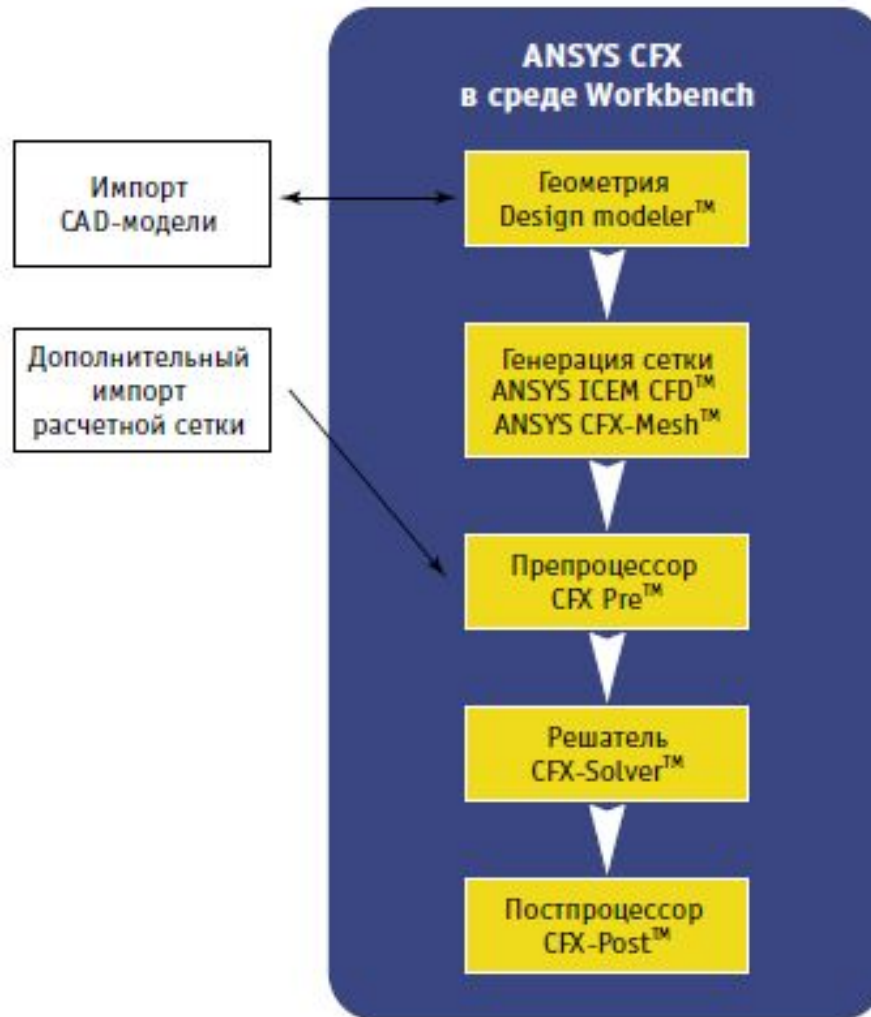 ANSYS CFX
в среде Workbench
Импорт
CAD-модели
Геометрия
Design modeler™
Дополнительный
импорт
расчетной сетки
Генерация сетки
ANSYS ICEM CFD™
ANSYS CFX-Mesh™
Препроцессор
CFX Pre™
Решатель
CFX-Solver™
Постпроцессор
CFX-Post™